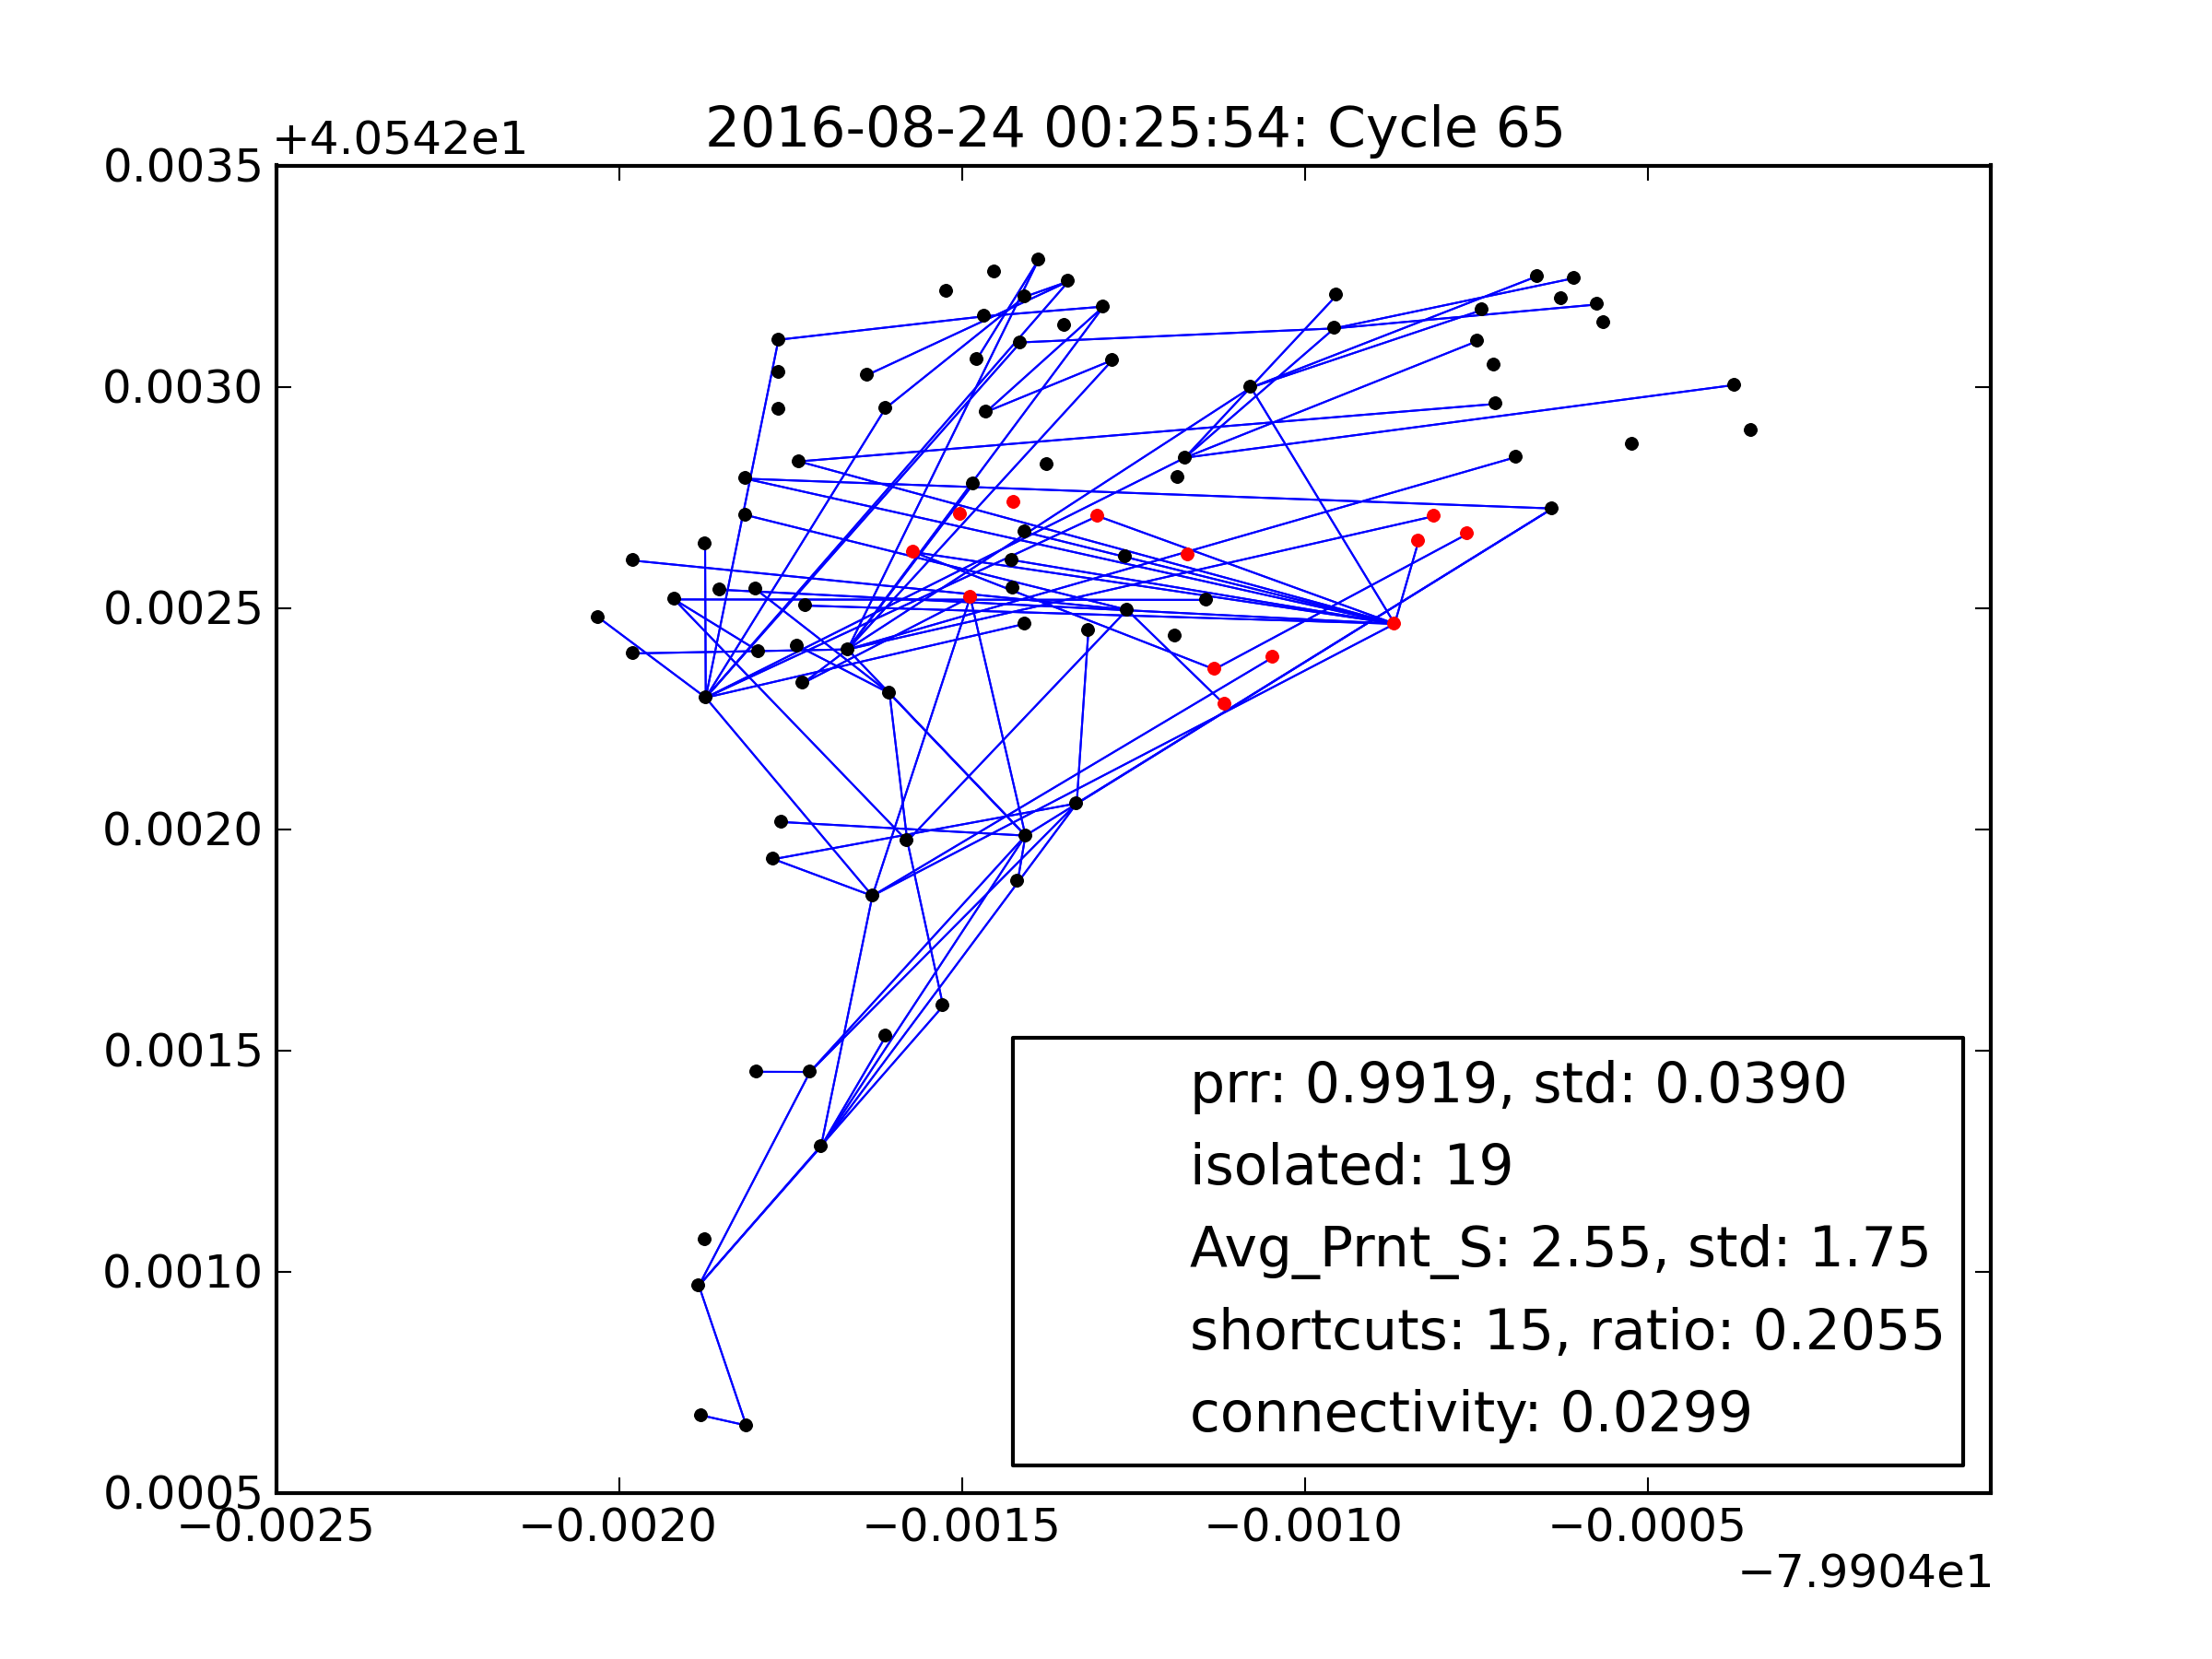 2016-08-24 00:25:54: Cycle 65
+4.0542e1
0.0035
0.0030
0.0025
0.0020
0.0015
0.0010
0.0005
prr: 0.9919, std: 0.0390
isolated: 19
Avg_Prnt_S: 2.55, std: 1.75
shortcuts: 15, ratio: 0.2055
connectivity: 0.0299
−0.0025 −0.0020 −0.0015 −0.0010 −0.0005
−7.9904e1